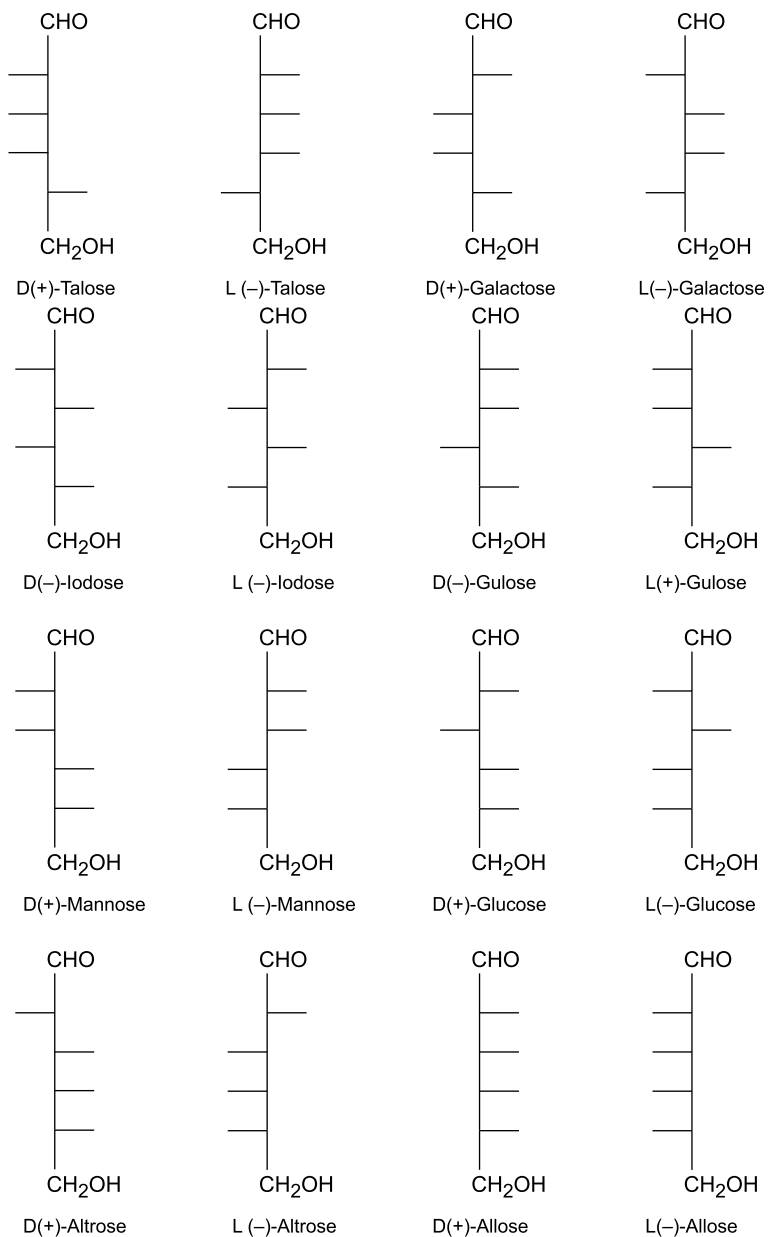 CHO CHO CHO CHO
CH2OH CH2OH CH2OH CH2OH
D(+)-Talose L (–)-Talose D(+)-Galactose L(–)-Galactose
CHO CHO CHO CHO
CH2OH CH2OH CH2OH CH2OH
D(–)-Iodose L (–)-Iodose D(–)-Gulose L(+)-Gulose
CHO CHO CHO CHO
CH2OH CH2OH CH2OH CH2OH
D(+)-Mannose L (–)-Mannose D(+)-Glucose L(–)-Glucose
CHO CHO CHO CHO
CH2OH CH2OH CH2OH CH2OH
D(+)-Altrose L (–)-Altrose D(+)-Allose L(–)-Allose